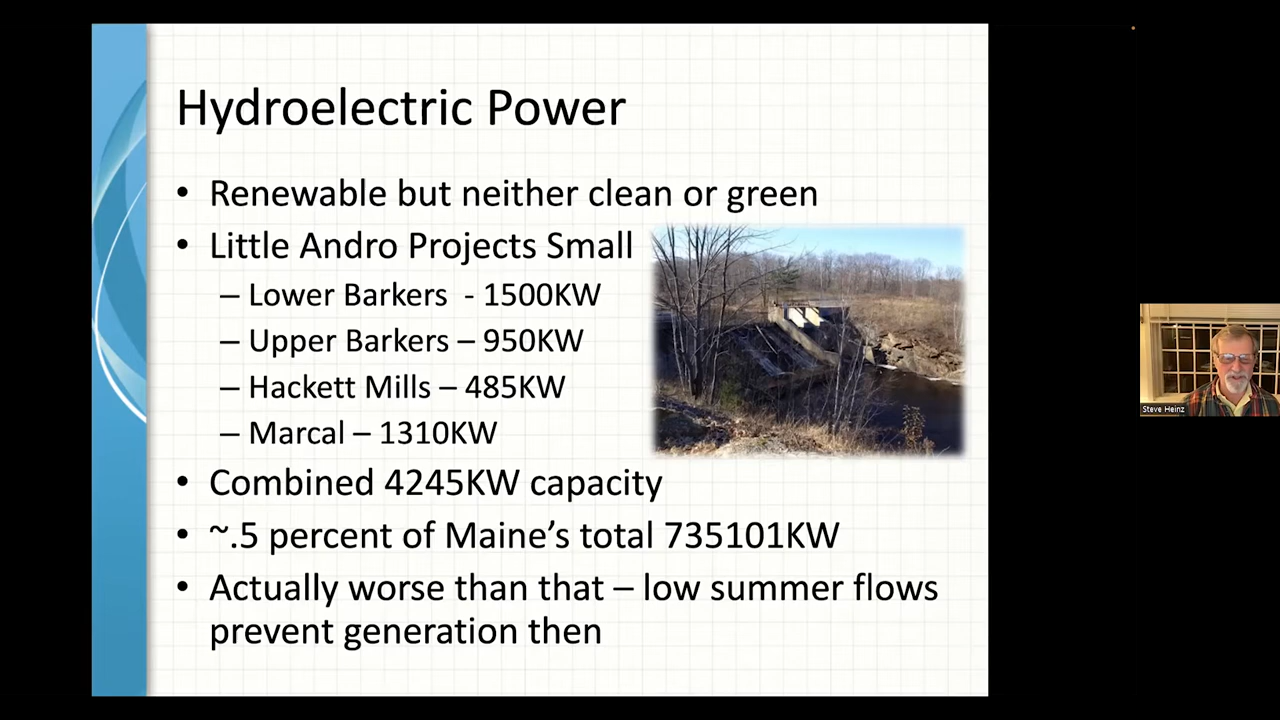 Hydroelectric Power
• Renewable but neither clean or green
• Little Andro Projects Small
– Lower Barkers  - 1500KW
– Upper Barkers – 950KW
– Hackett Mills – 485KW
– Marcal – 1310KW
• Combined 4245KW capacity
• ~.5 percent of Maine’s total 735101KW
• Actually worse than that – low summer flows
prevent generation then
Steve Heinz